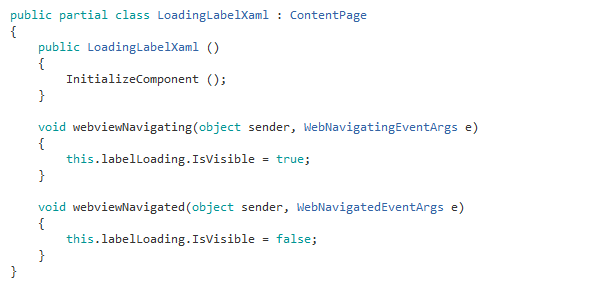 public partial class LoadingLabelXaml : ContentPage
{
    public LoadingLabelXaml ()
    {
        InitializeComponent ();
    }

    void webviewNavigating(object sender, WebNavigatingEventArgs e)
    {
        this.labelLoading.IsVisible = true;
    }

    void webviewNavigated(object sender, WebNavigatedEventArgs e)
    {
        this.labelLoading.IsVisible = false;
    }
}